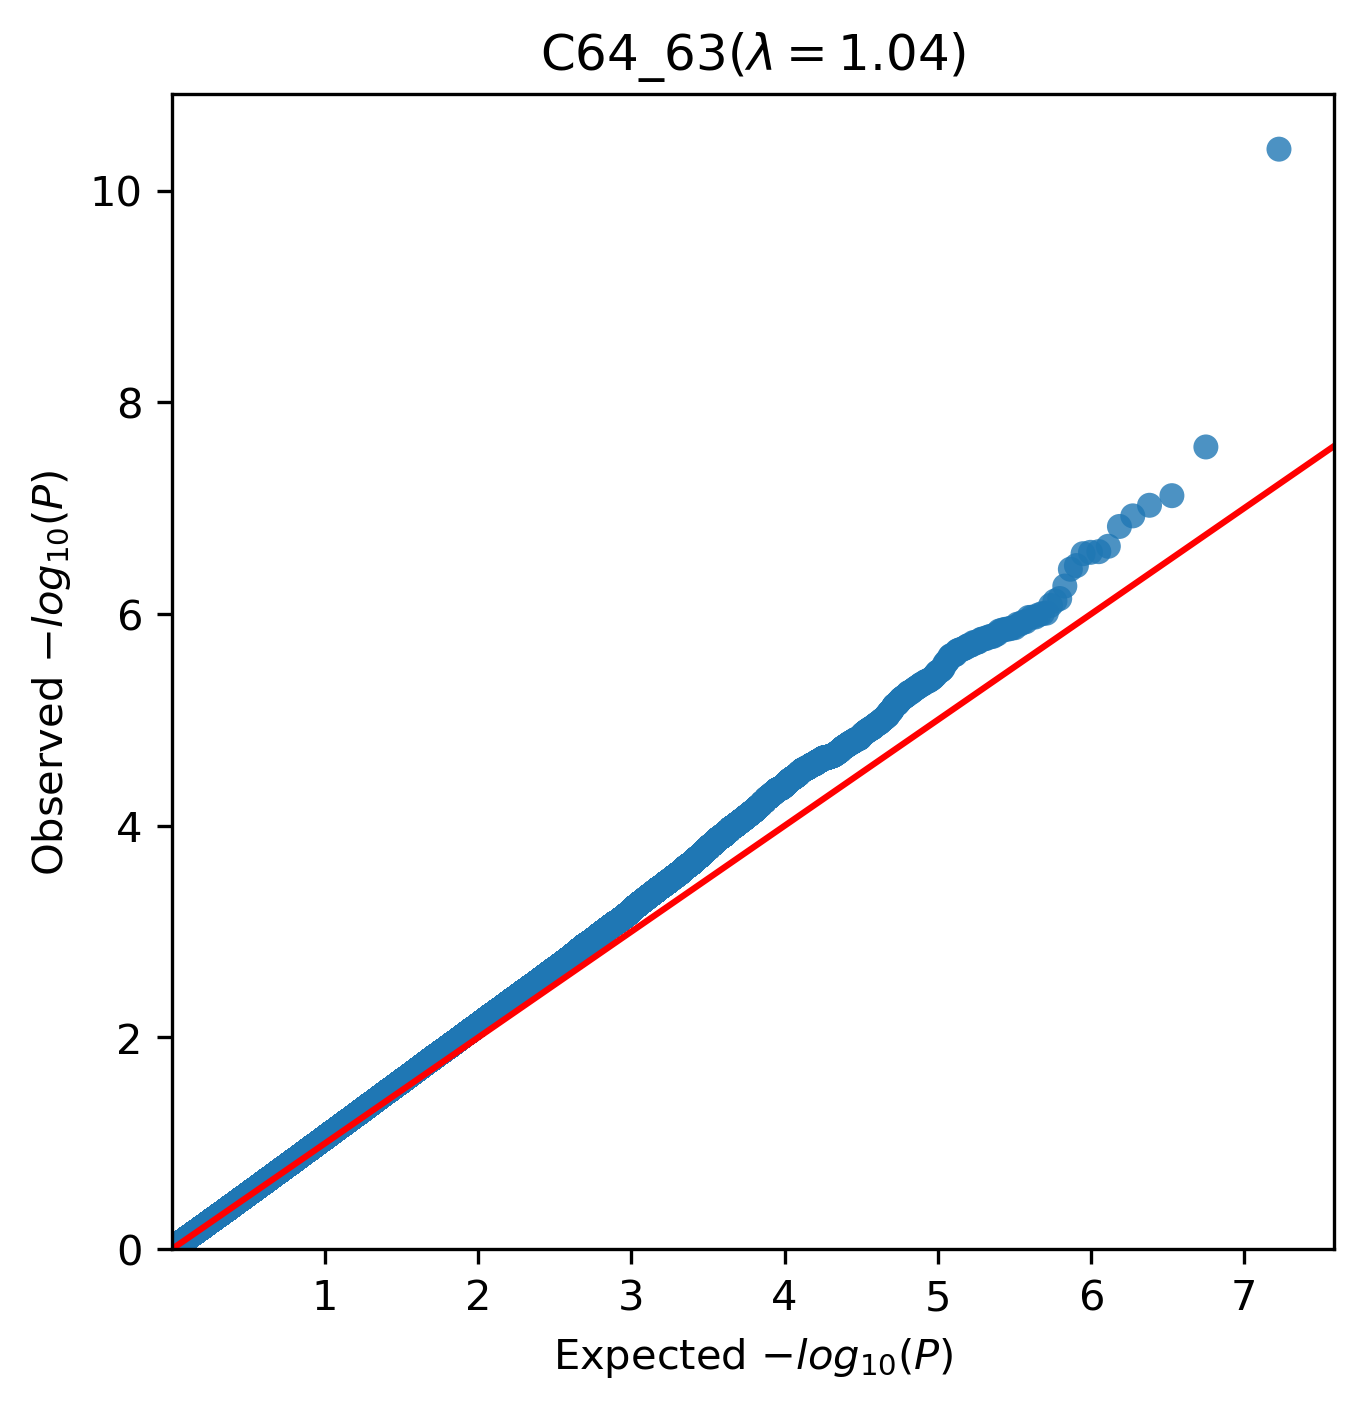 C64_63(λ = 1.04)
Observed −log₁₀(P)
10
8
6
4
2
0
1 2 3 4 5 6 7
Expected −log₁₀(P)